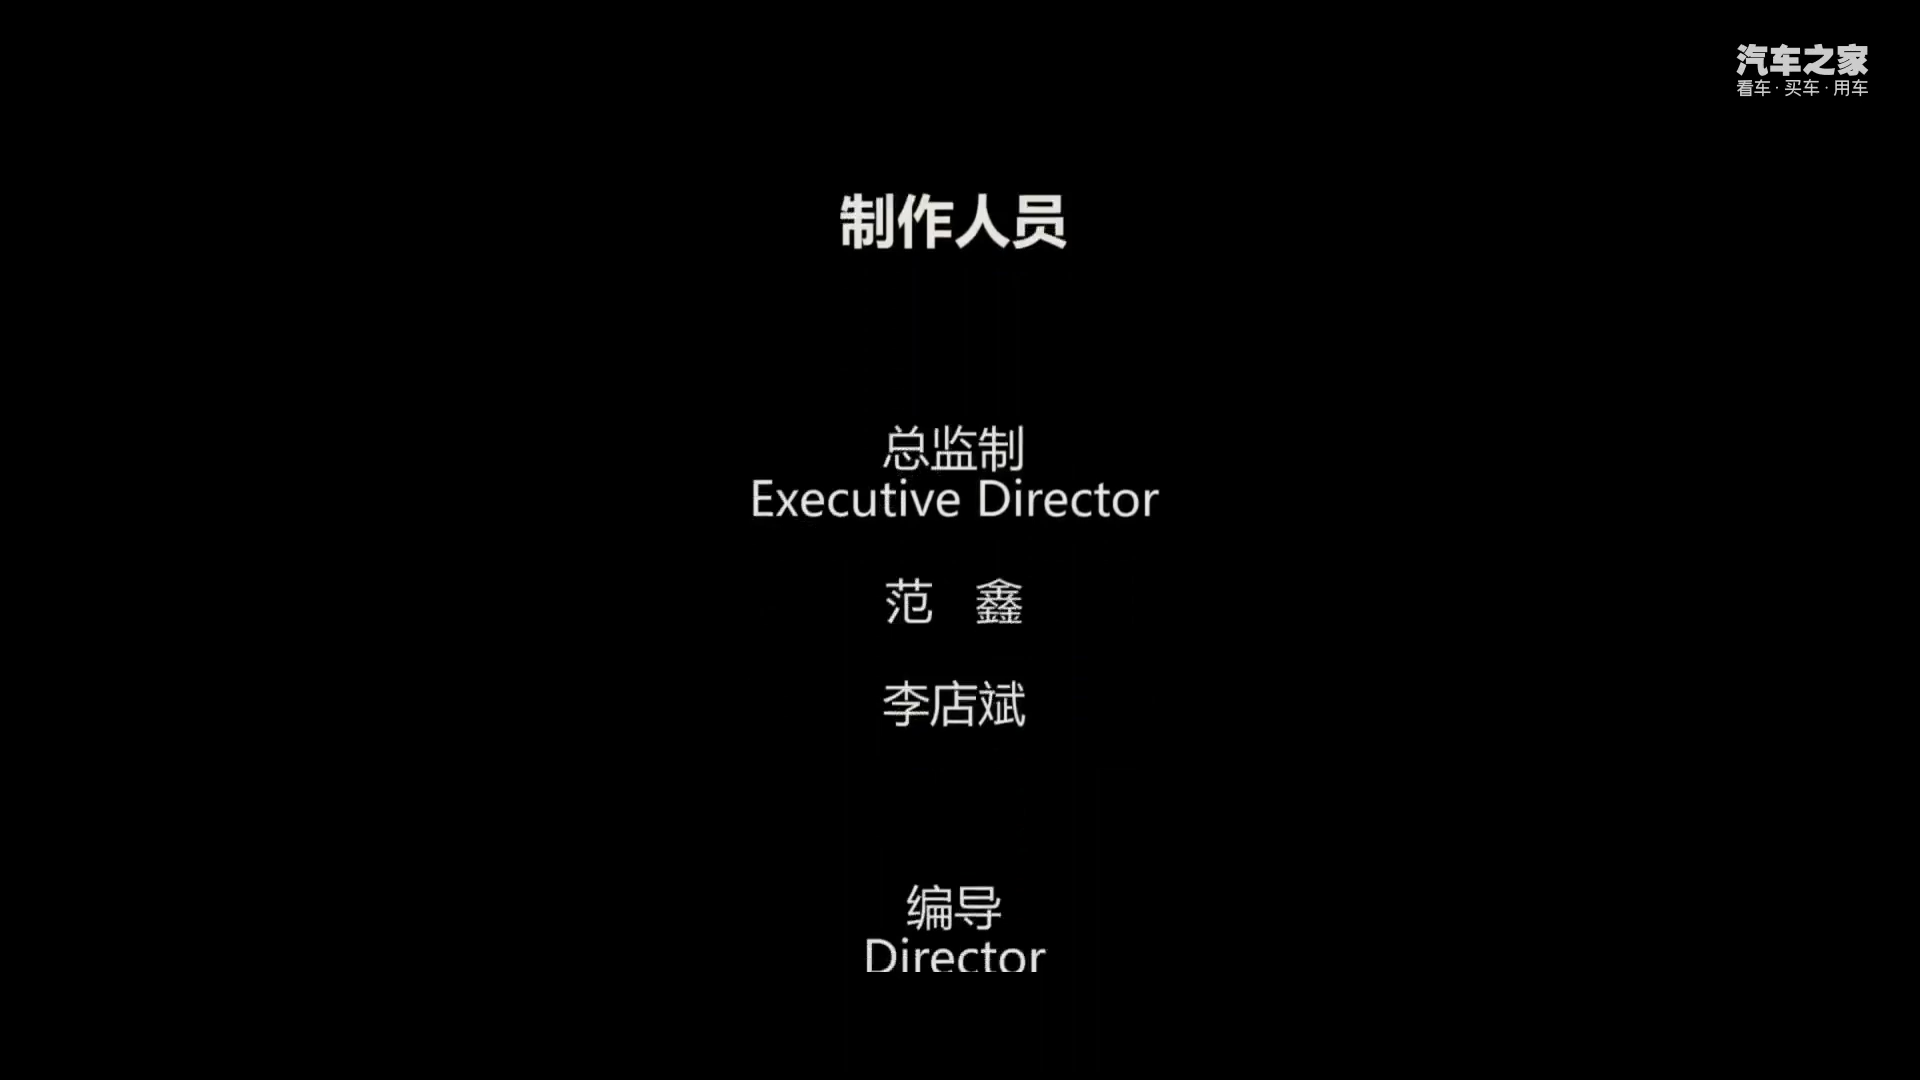 汽车之家
看车·买车·用车
制作人员
总监制
Executive Director
范 鑫
李店斌
编导
Director